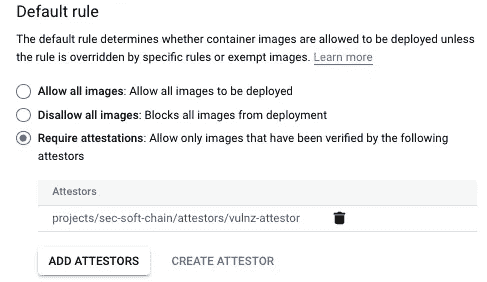 Default rule
The default rule determines whether container images are allowed to be deployed unless
the rule is overridden by specific rules or exempt images. Learn more
Allow all images: Allow all images to be deployed
Disallow all images: Blocks all images from deployment
Require attestations: Allow only images that have been verified by the following
attestors
Attestors
projects/sec-soft-chain/attestors/vulnz-attestor
ADD ATTESTORS CREATE ATTESTOR